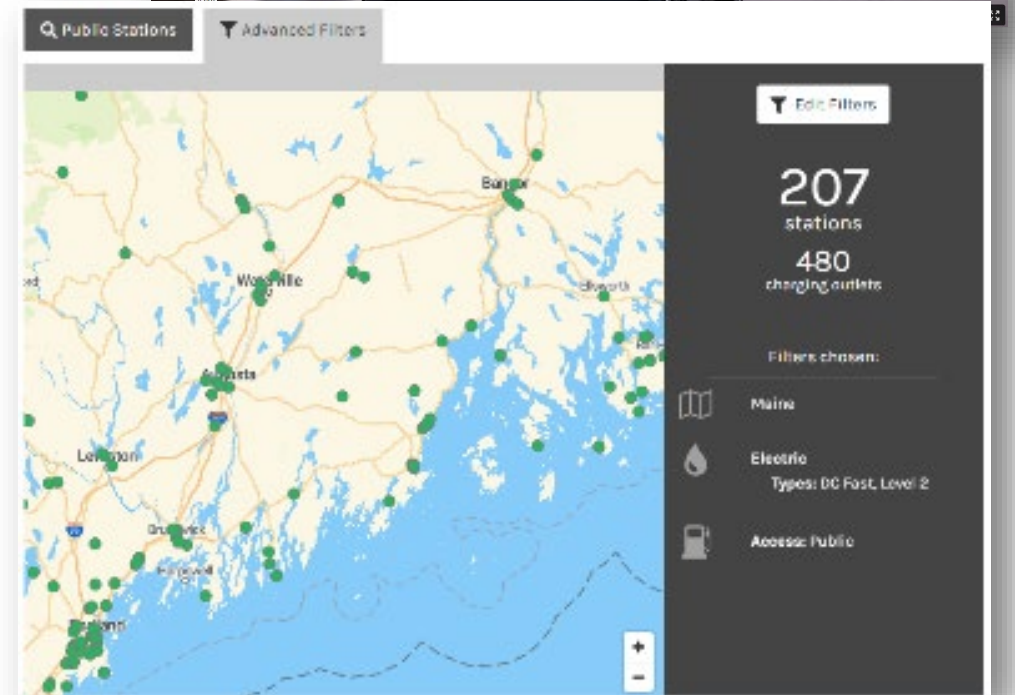 Public Stations
Advanced Filters
Edit Filters
207
stations
480
charging outlets
Filters chosen:
Maine
Electric
Types: DC Fast, Level 2
Access: Public
Bangor
Waterville
Ellsworth
Augusta
Lewiston
Brunswick
Harpswell
Portland
+
−